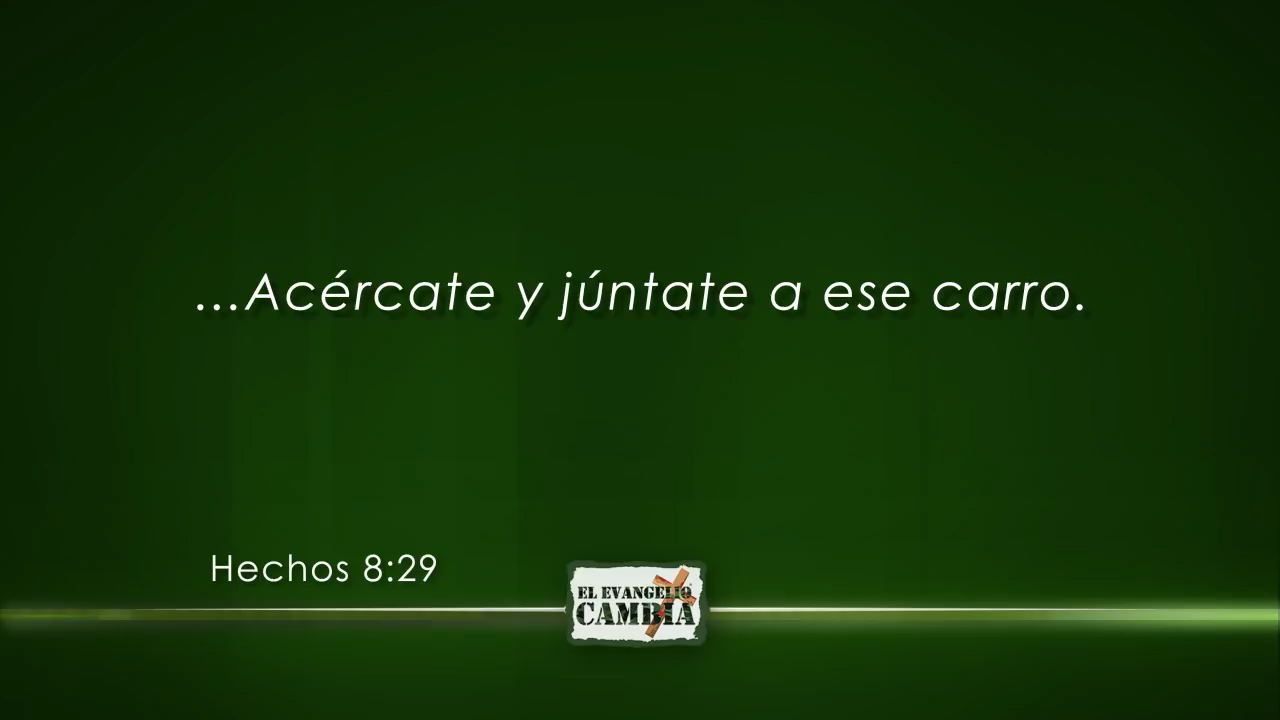 ...Acércate y júntate a ese carro.
Hechos 8:29
EL EVANGELIO
CAMBIA